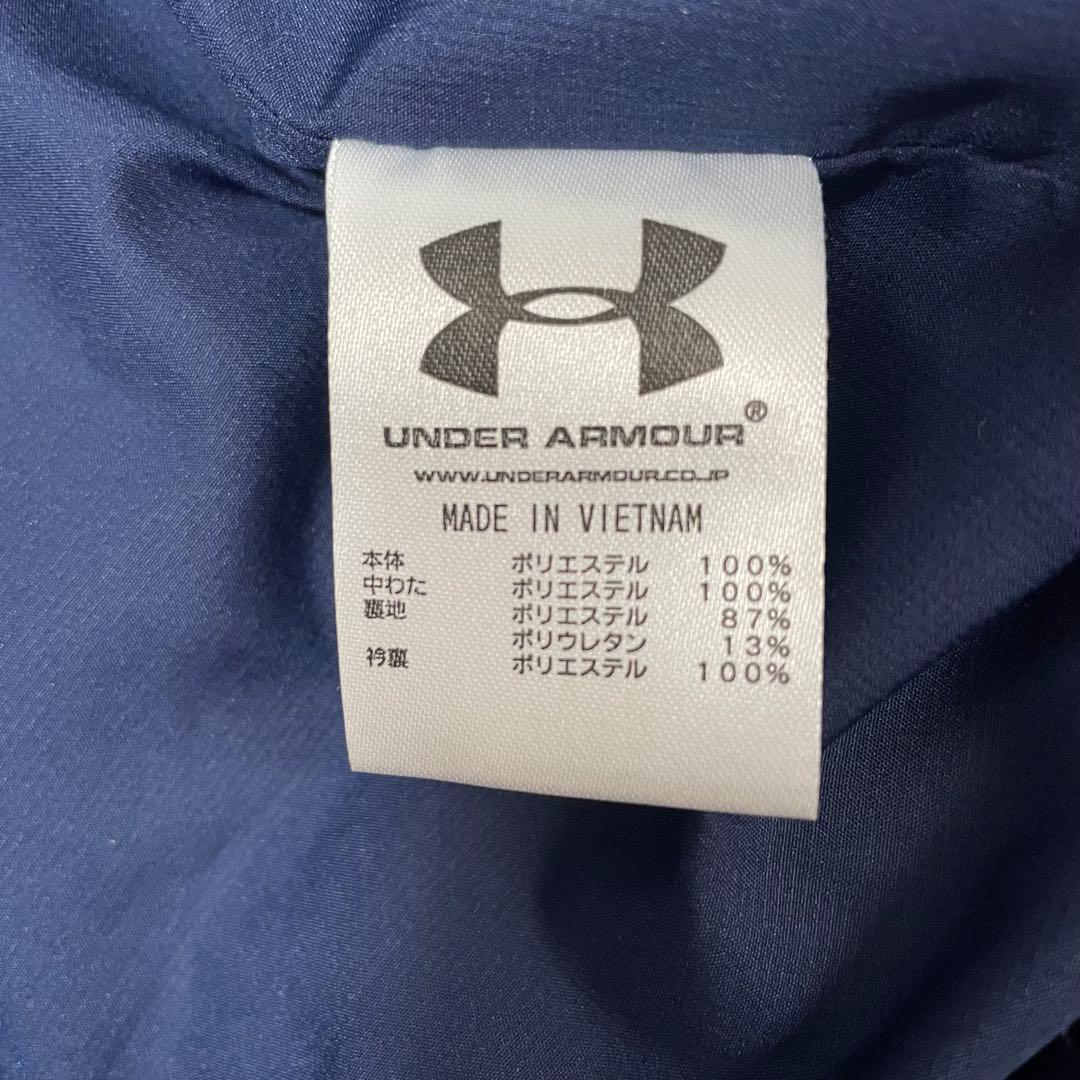 UNDER ARMOUR®
WWW.UNDERARMOUR.CO.JP
MADE IN VIETNAM
本体 ポリエステル 100%
中わた ポリエステル 100%
裏地 ポリエステル 87%
ポリウレタン 13%
衿裏 ポリエステル 100%